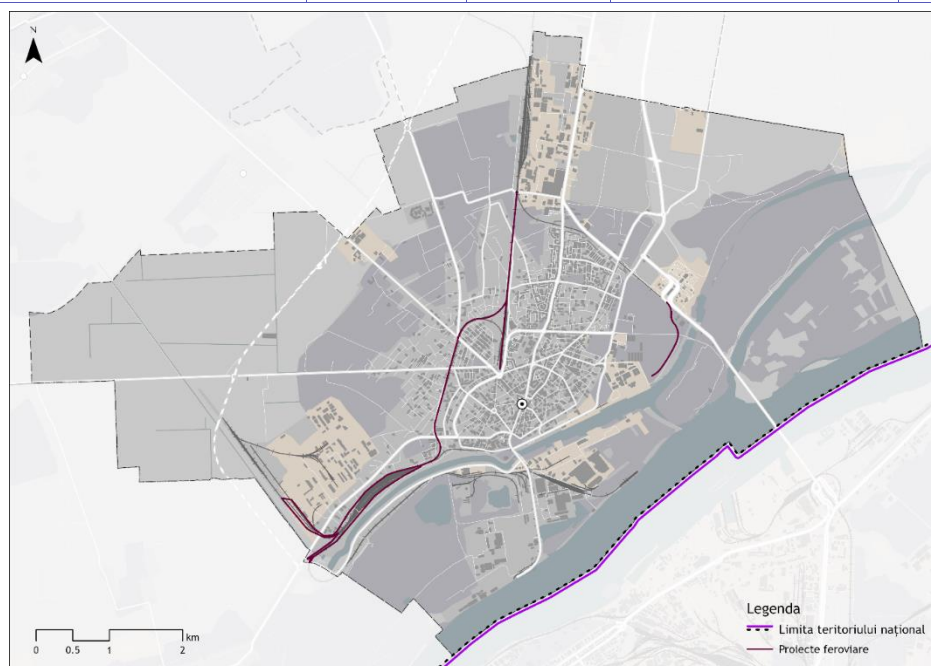 N
Legenda
Limita teritoriului național
Proiecte feroviare
0 0.5 1 2 km